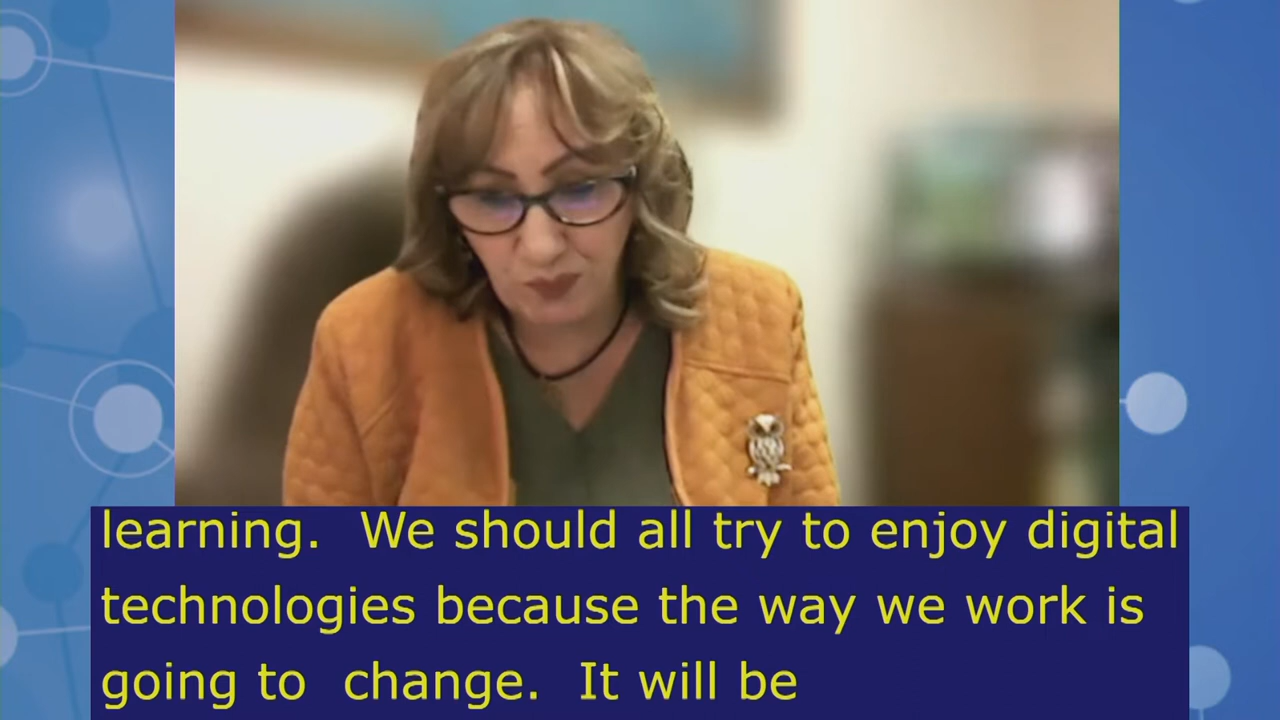 learning.  We should all try to enjoy digital
technologies because the way we work is
going to  change.  It will be